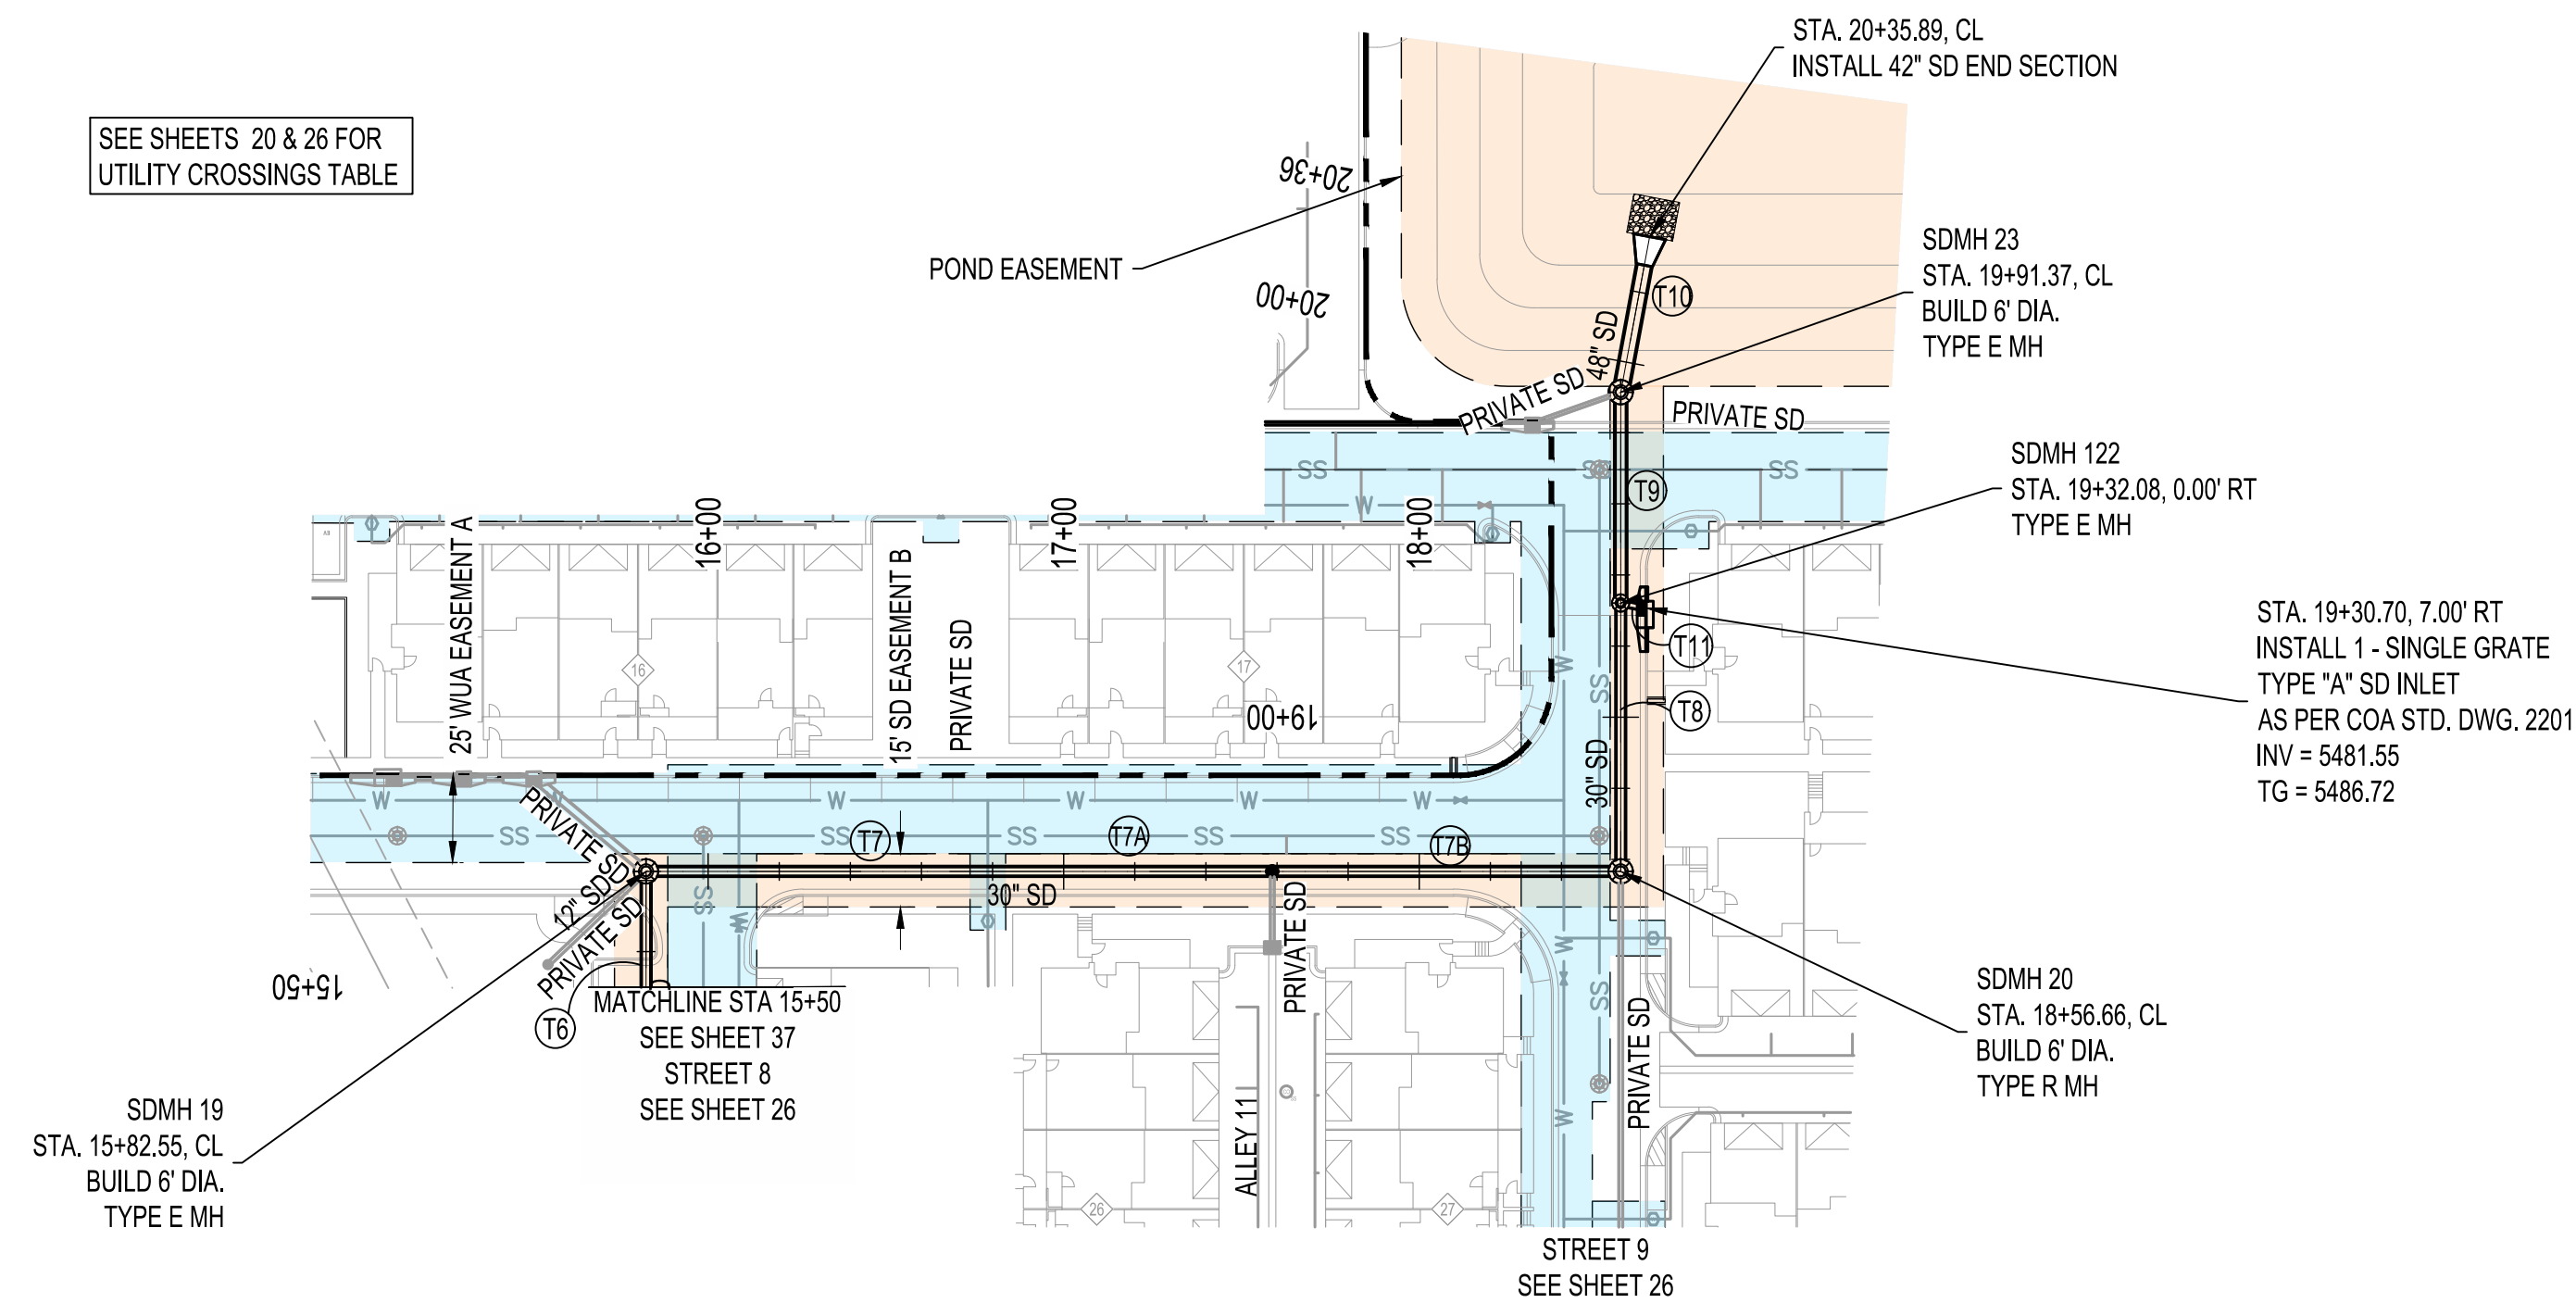 STA. 20+35.89, CL
INSTALL 42" SD END SECTION
SEE SHEETS 20 & 26 FOR
UTILITY CROSSINGS TABLE
20+36
POND EASEMENT
20+00
SDMH 23
STA. 19+91.37, CL
BUILD 6' DIA.
TYPE E MH
T10
48" SD
PRIVATE SD
PRIVATE SD
SS
SS
SS
W
T9
SDMH 122
STA. 19+32.08, 0.00' RT
TYPE E MH
25' WUA EASEMENT A
16+00
15' SD EASEMENT B
PRIVATE SD
17+00
18+00
16
17
19+00
W
SS
T11
T8
30" SD
STA. 19+30.70, 7.00' RT
INSTALL 1 - SINGLE GRATE
TYPE "A" SD INLET
AS PER COA STD. DWG. 2201
INV = 5481.55
TG = 5486.72
W
W
W
W
W
W
SS
SS
SS
SS
SS
T7
T7A
T7B
PRIVATE SD
12" SD
PRIVATE SD
30" SD
SS
W
PRIVATE SD
W
SS
PRIVATE SD
W
15+50
T6
MATCHLINE STA 15+50
SEE SHEET 37
STREET 8
SEE SHEET 26
SDMH 19
STA. 15+82.55, CL
BUILD 6' DIA.
TYPE E MH
ALLEY 11
26
27
SDMH 20
STA. 18+56.66, CL
BUILD 6' DIA.
TYPE R MH
STREET 9
SEE SHEET 26